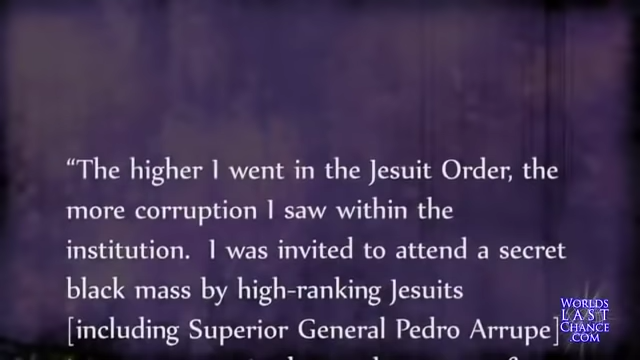 “The higher I went in the Jesuit Order, the
more corruption I saw within the
institution.  I was invited to attend a secret
black mass by high-ranking Jesuits
[including Superior General Pedro Arrupe]
WORLDS
LAST
CHANCE
.COM